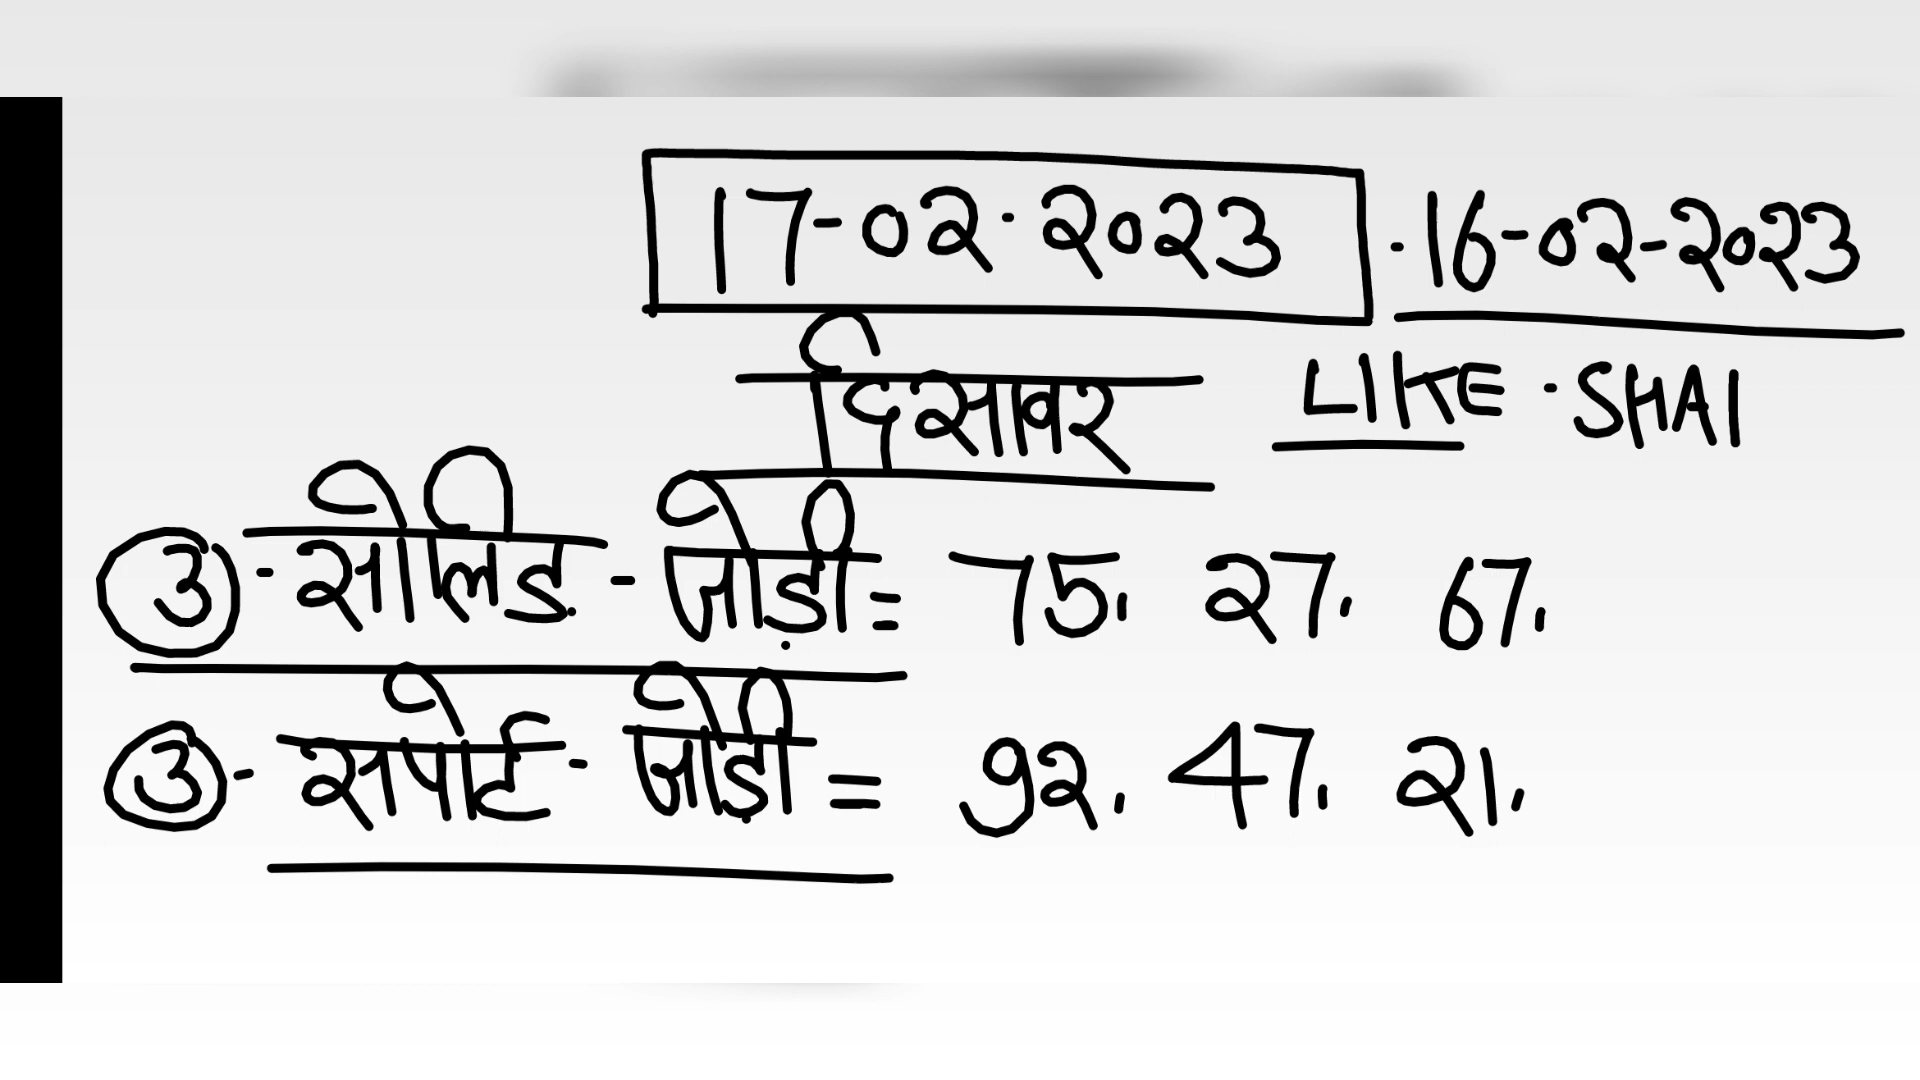 17-02·2023 ·16-02-2023
दिसावर LIKE·SHAI
3-सोलिड-जोड़ी= 75, 27, 67,
3-सपोर्ट-जोड़ी= 92, 47, 21,